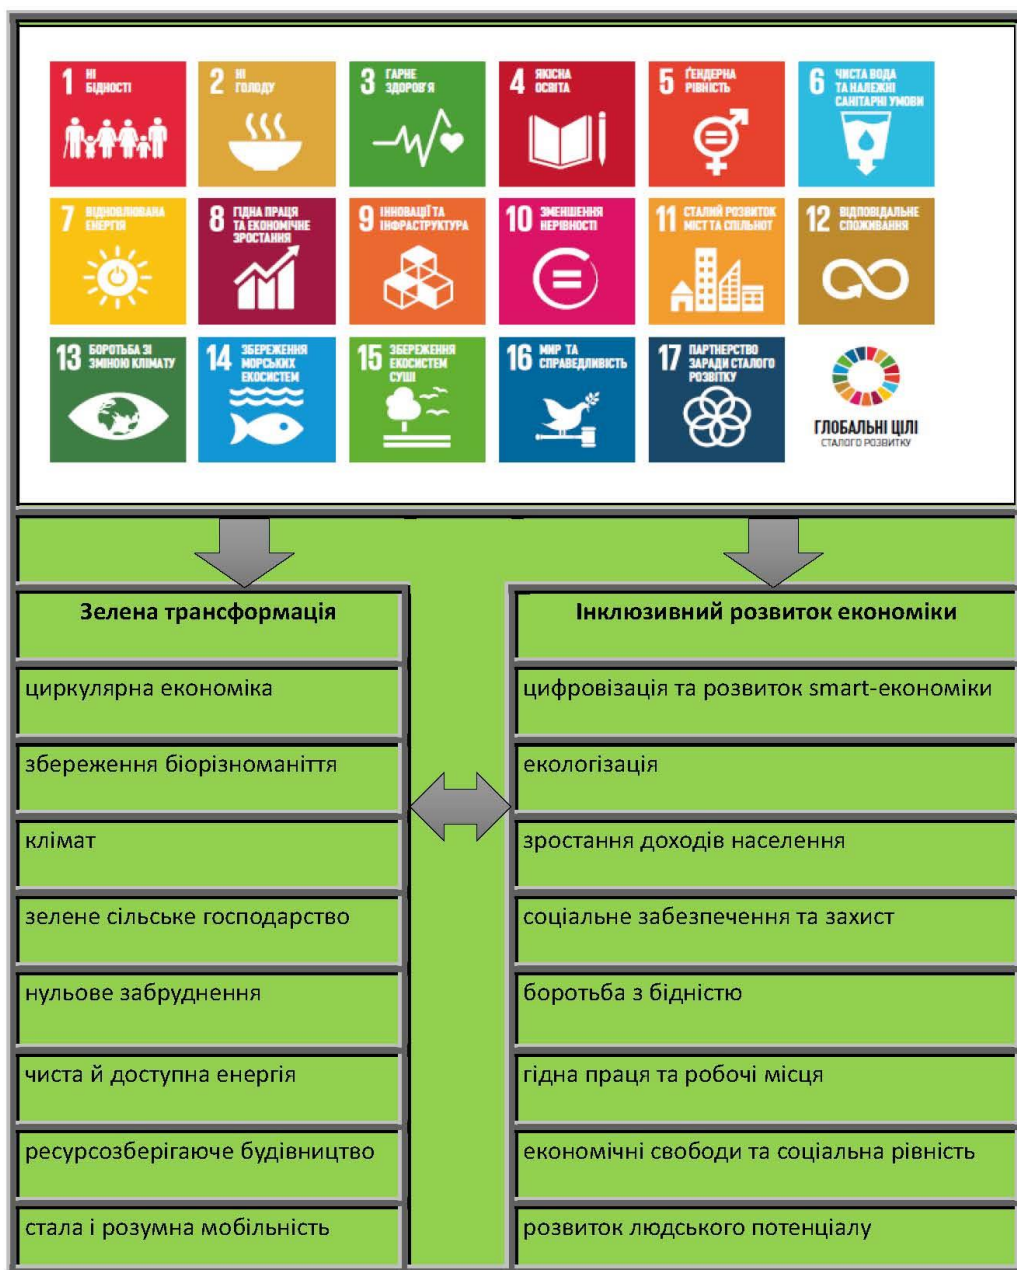 1 НІ
БІДНОСТІ
2 НІ
ГОЛОДУ
3 ГАРНЕ
ЗДОРОВ'Я
4 ЯКІСНА
ОСВІТА
5 ҐЕНДЕРНА
РІВНІСТЬ
6 ЧИСТА ВОДА
ТА НАЛЕЖНІ
САНІТАРНІ УМОВИ
7 ВІДНОВЛЮВАНА
ЕНЕРГІЯ
8 ГІДНА ПРАЦЯ
ТА ЕКОНОМІЧНЕ
ЗРОСТАННЯ
9 ІННОВАЦІЇ ТА
ІНФРАСТРУКТУРА
10 ЗМЕНШЕННЯ
НЕРІВНОСТІ
11 СТАЛИЙ РОЗВИТОК
МІСТ ТА СПІЛЬНОТ
12 ВІДПОВІДАЛЬНЕ
СПОЖИВАННЯ
13 БОРОТЬБА ЗІ
ЗМІНОЮ КЛІМАТУ
14 ЗБЕРЕЖЕННЯ
МОРСЬКИХ
ЕКОСИСТЕМ
15 ЗБЕРЕЖЕННЯ
ЕКОСИСТЕМ
СУШІ
16 МИР ТА
СПРАВЕДЛИВІСТЬ
17 ПАРТНЕРСТВО
ЗАРАДИ СТАЛОГО
РОЗВІТКУ
ГЛОБАЛЬНІ ЦІЛІ
СТАЛОГО РОЗВИТКУ
Зелена трансформація
циркулярна економіка
збереження біорізноманіття
клімат
зелене сільське господарство
нульове забруднення
чиста й доступна енергія
ресурсозберігаюче будівництво
стала і розумна мобільність
Інклюзивний розвиток економіки
цифровізація та розвиток smart-економіки
екологізація
зростання доходів населення
соціальне забезпечення та захист
боротьба з бідністю
гідна праця та робочі місця
економічні свободи та соціальна рівність
розвиток людського потенціалу